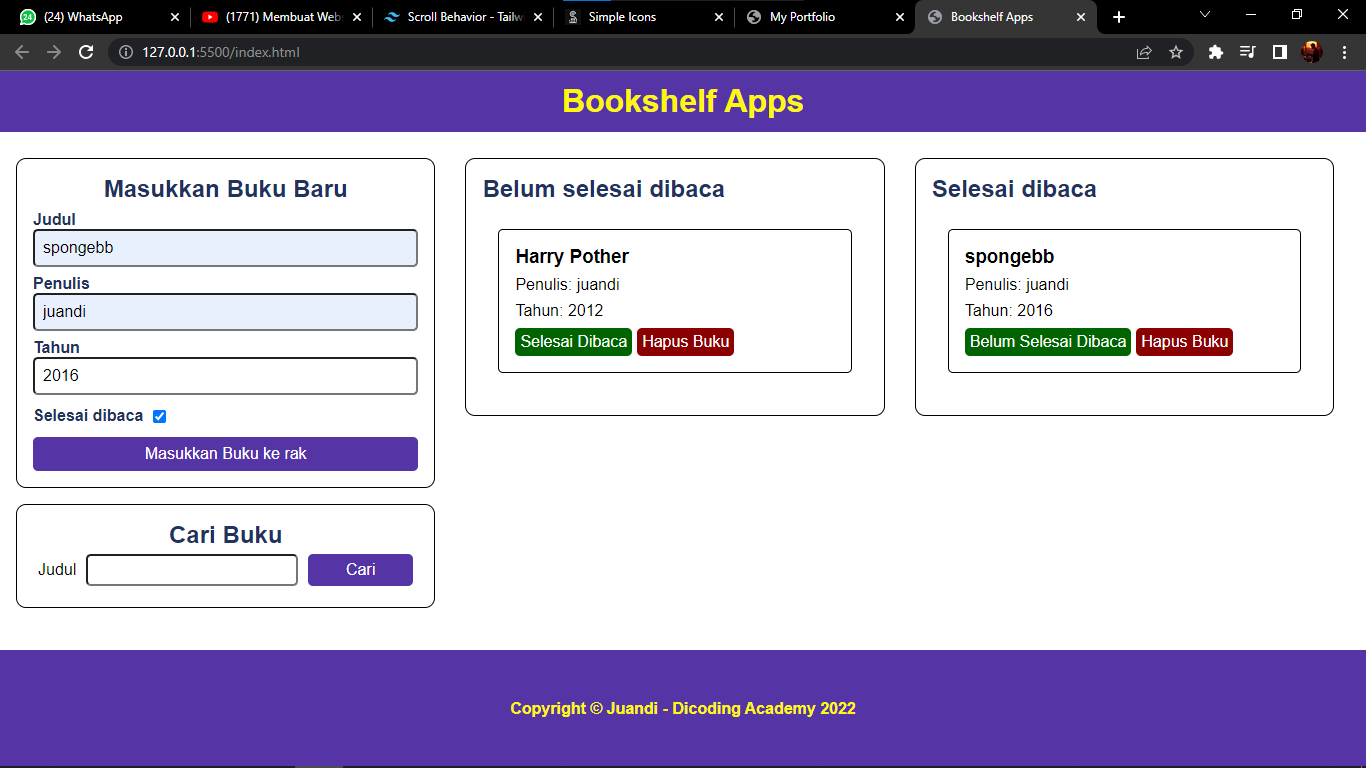 (24) WhatsApp
(1771) Membuat Web
Scroll Behavior - Tailw
Simple Icons
My Portfolio
Bookshelf Apps
127.0.0.1:5500/index.html
Bookshelf Apps
Masukkan Buku Baru
Judul
spongebb
Penulis
juandi
Tahun
2016
Selesai dibaca
Masukkan Buku ke rak
Cari Buku
Judul
Cari
Belum selesai dibaca
Harry Pother
Penulis: juandi
Tahun: 2012
Selesai Dibaca Hapus Buku
Selesai dibaca
spongebb
Penulis: juandi
Tahun: 2016
Belum Selesai Dibaca Hapus Buku
Copyright © Juandi - Dicoding Academy 2022